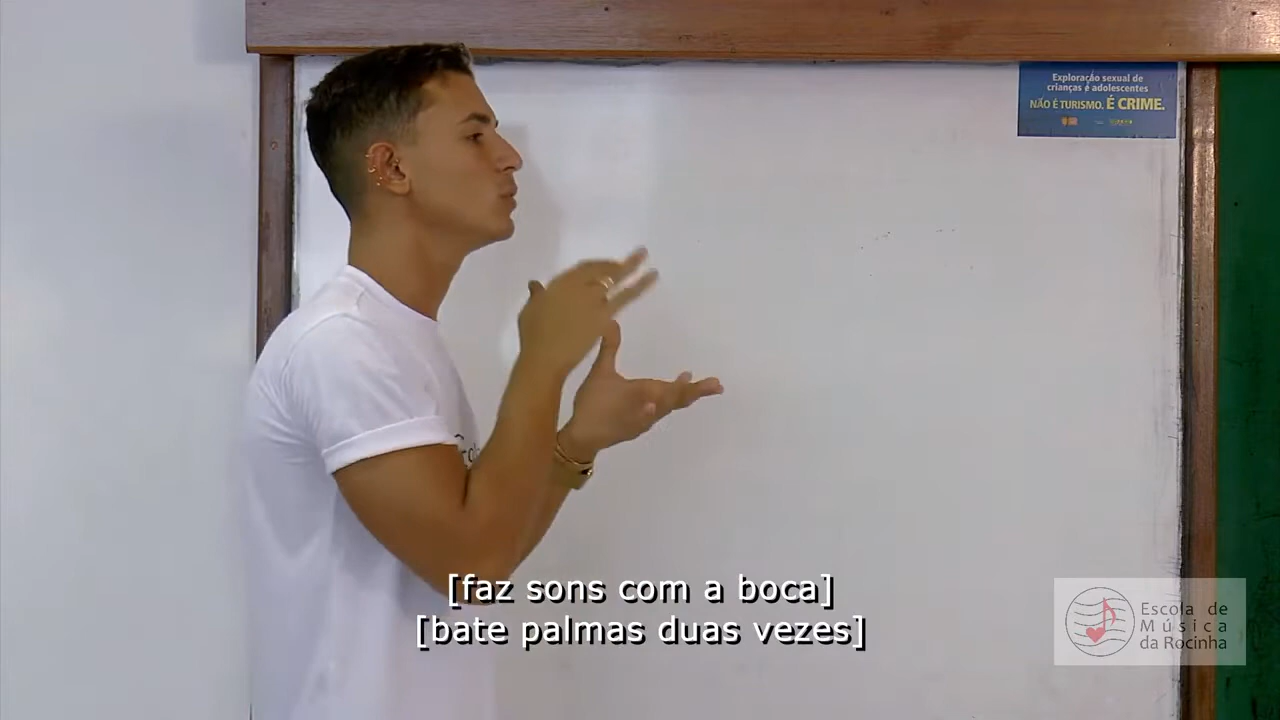 Exploração sexual de
crianças e adolescentes
NÃO É TURISMO. É CRIME.
[faz sons com a boca]
[bate palmas duas vezes]
Escola de
Música
da Rocinha